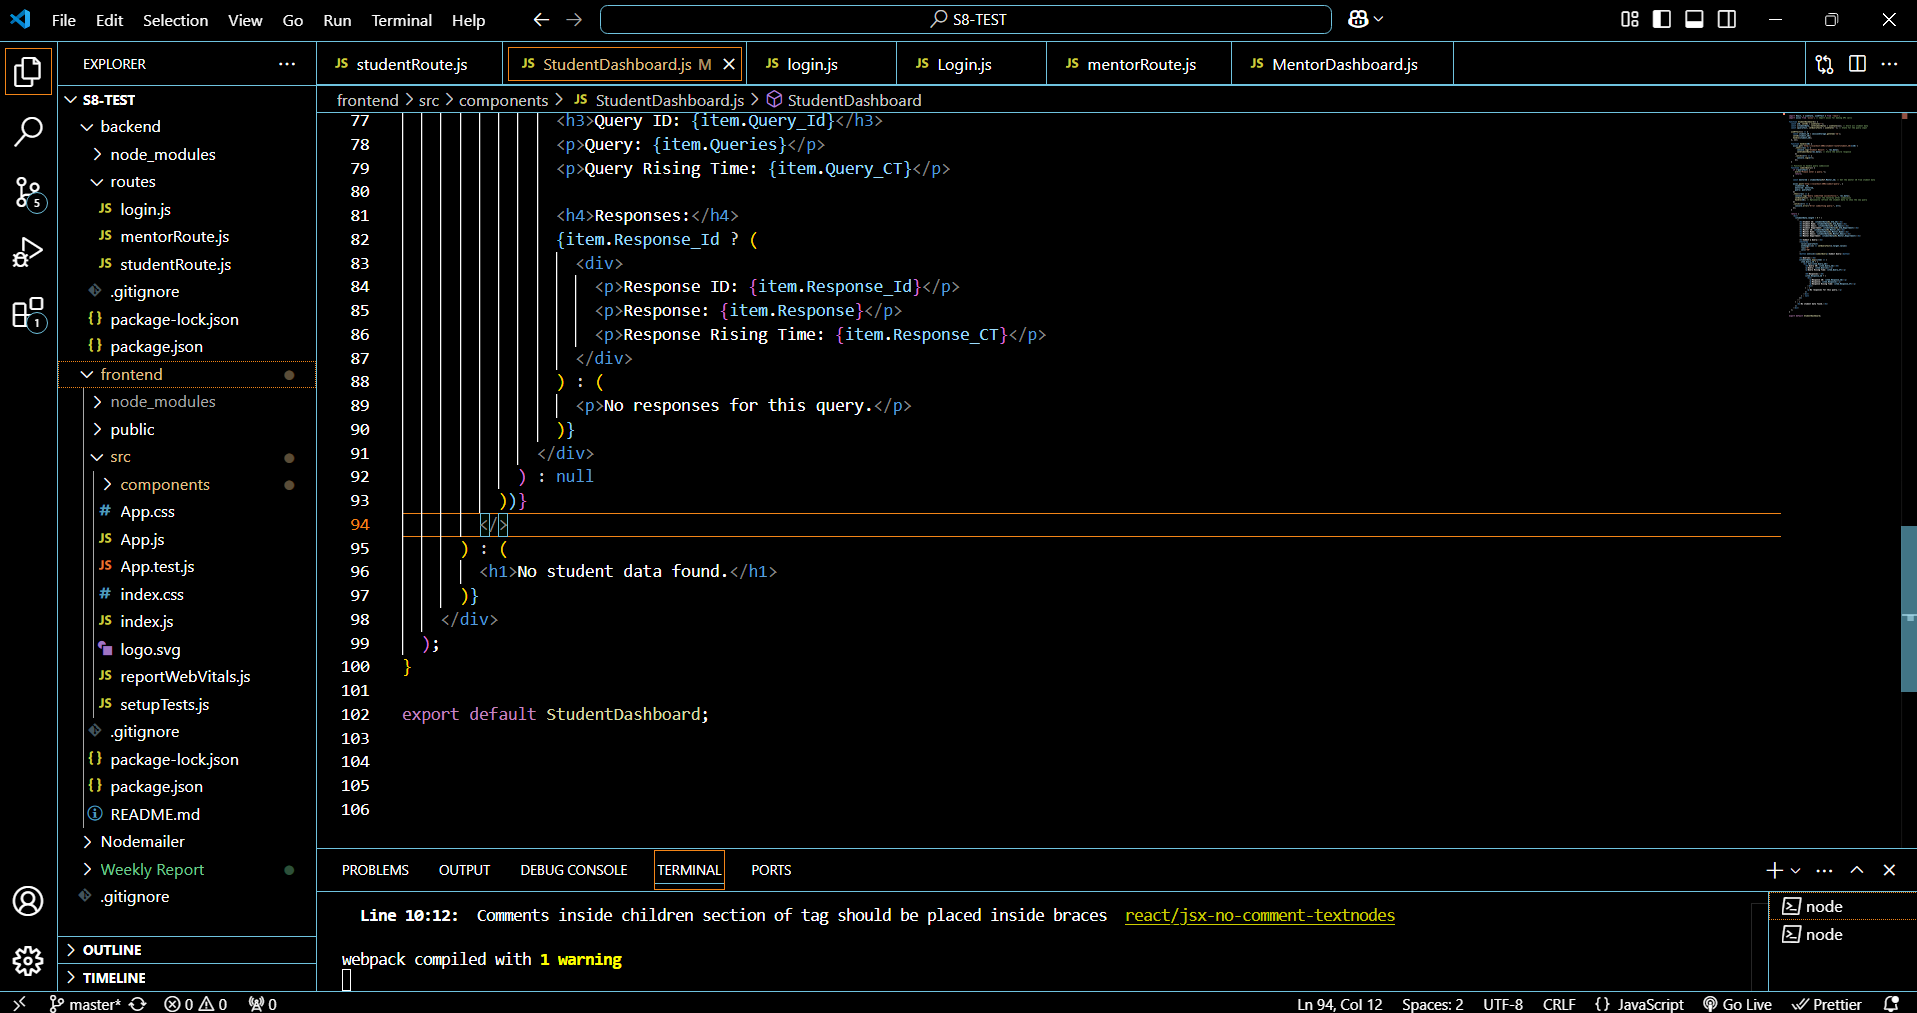 File Edit Selection View Go Run Terminal Help
S8-TEST
EXPLORER
S8-TEST
backend
node_modules
routes
JS login.js
JS mentorRoute.js
JS studentRoute.js
.gitignore
{} package-lock.json
{} package.json
frontend
node_modules
public
src
components
# App.css
JS App.js
JS App.test.js
# index.css
JS index.js
logo.svg
JS reportWebVitals.js
JS setupTests.js
.gitignore
{} package-lock.json
{} package.json
README.md
Nodemailer
Weekly Report
.gitignore
OUTLINE
TIMELINE
5
1
JS studentRoute.js
JS StudentDashboard.js M
JS login.js
JS Login.js
JS mentorRoute.js
JS MentorDashboard.js
frontend > src > components > JS StudentDashboard.js > StudentDashboard
77 <h3>Query ID: {item.Query_Id}</h3>
78 <p>Query: {item.Queries}</p>
79 <p>Query Rising Time: {item.Query_CT}</p>
80
81 <h4>Responses:</h4>
82 {item.Response_Id ? (
83 <div>
84 <p>Response ID: {item.Response_Id}</p>
85 <p>Response: {item.Response}</p>
86 <p>Response Rising Time: {item.Response_CT}</p>
87 </div>
88 ) : (
89 <p>No responses for this query.</p>
90 )}
91 </div>
92 ) : null
93 ))}
94 </>
95 ) : (
96 <h1>No student data found.</h1>
97 )}
98 </div>
99 );
100 }
101
102 export default StudentDashboard;
103
104
105
106
PROBLEMS OUTPUT DEBUG CONSOLE TERMINAL PORTS
Line 10:12: Comments inside children section of tag should be placed inside braces react/jsx-no-comment-textnodes
webpack compiled with 1 warning
node
node
master* 0 0 0
Ln 94, Col 12 Spaces: 2 UTF-8 CRLF {} JavaScript Go Live Prettier